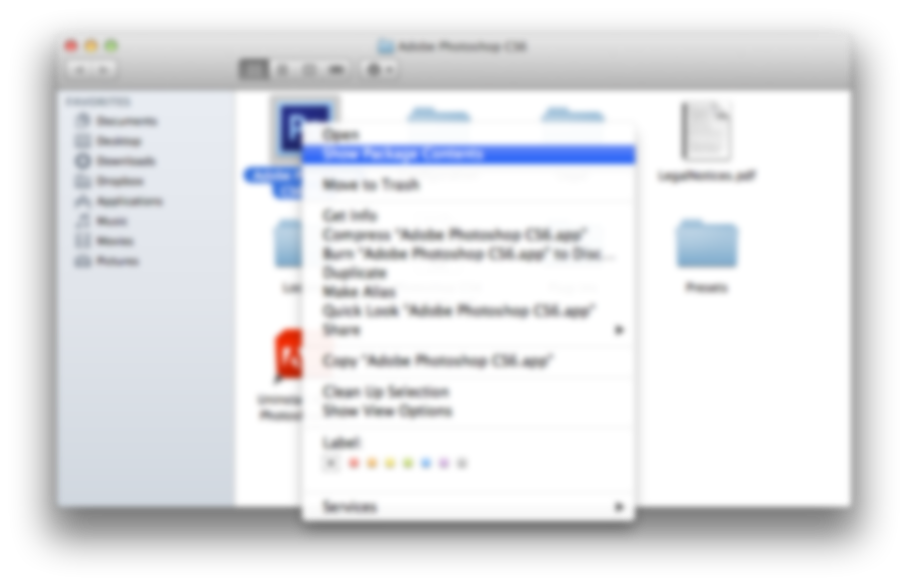 Adobe Photoshop CS6
FAVORITES
Documents
Desktop
Downloads
Dropbox
Applications
Music
Movies
Pictures
Open
Show Package Contents
Move to Trash
Get Info
Compress "Adobe Photoshop CS6.app"
Burn "Adobe Photoshop CS6.app" to Disc...
Duplicate
Make Alias
Quick Look "Adobe Photoshop CS6.app"
Share
Copy "Adobe Photoshop CS6.app"
Clean Up Selection
Show View Options
Label:
Services
Adobe
LegalNotices.pdf
Presets